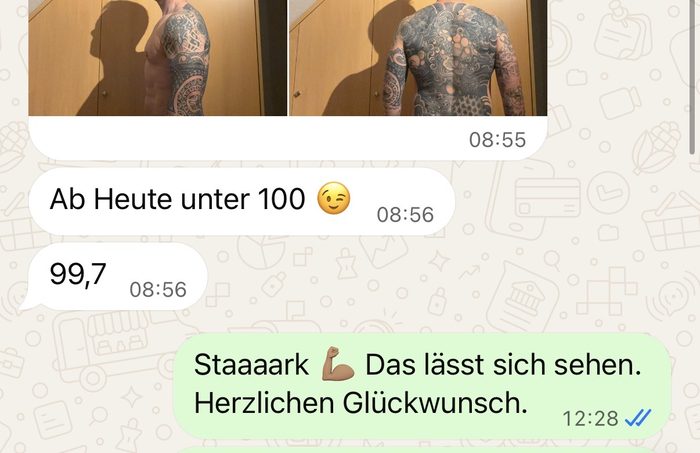 08:55
Ab Heute unter 100 😉 08:56
99,7 08:56
Staaaark 💪🏽 Das lässt sich sehen.
Herzlichen Glückwunsch. 12:28